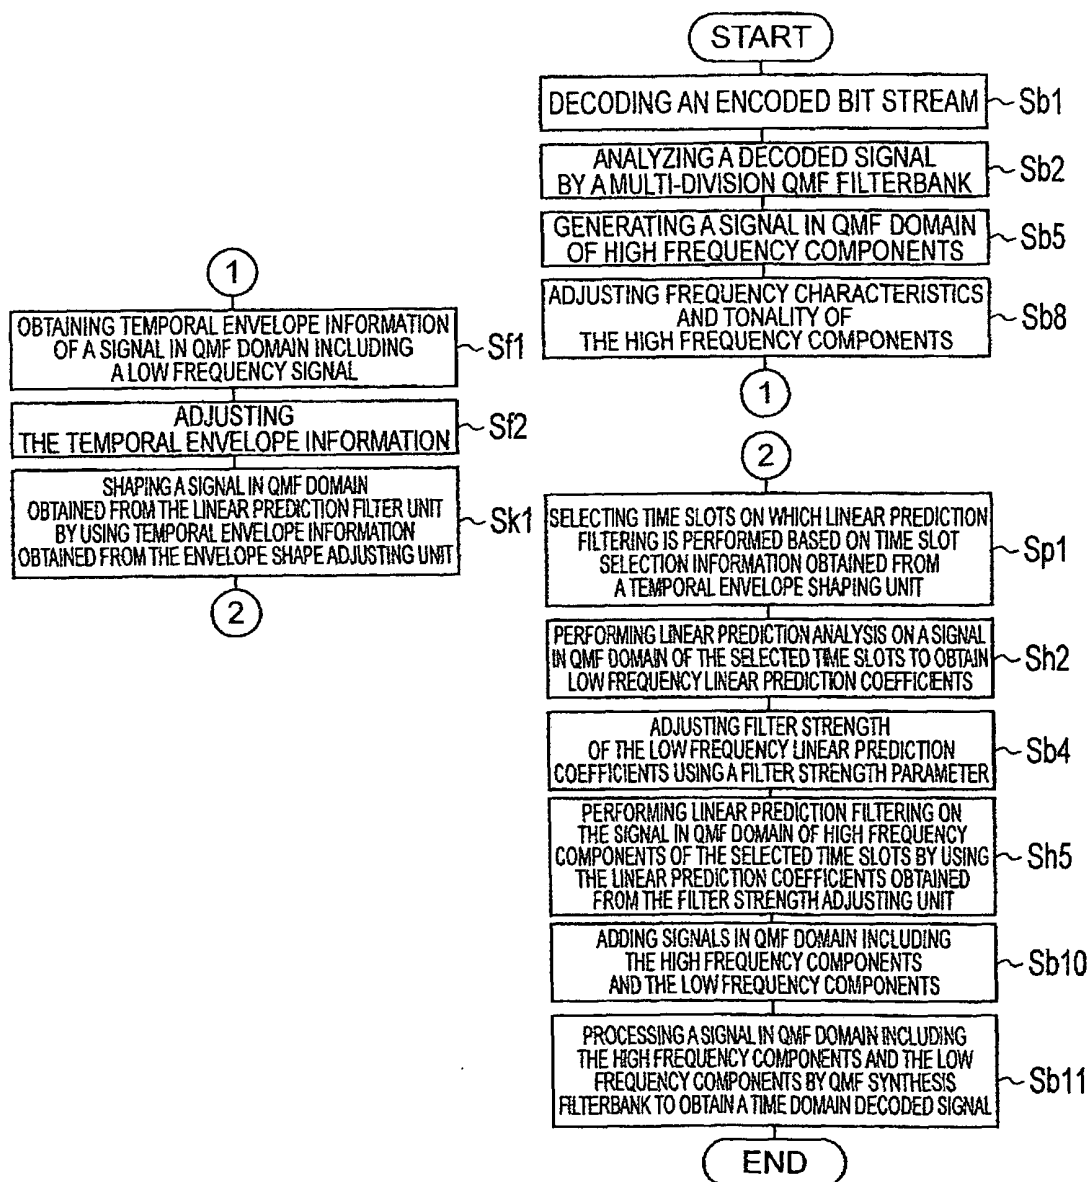 START
DECODING AN ENCODED BIT STREAM
Sb1
ANALYZING A DECODED SIGNAL
BY A MULTI-DIVISION QMF FILTERBANK
Sb2
GENERATING A SIGNAL IN QMF DOMAIN
OF HIGH FREQUENCY COMPONENTS
Sb5
ADJUSTING FREQUENCY CHARACTERISTICS
AND TONALITY OF
THE HIGH FREQUENCY COMPONENTS
Sb8
1
1
OBTAINING TEMPORAL ENVELOPE INFORMATION
OF A SIGNAL IN QMF DOMAIN INCLUDING
A LOW FREQUENCY SIGNAL
Sf1
ADJUSTING
THE TEMPORAL ENVELOPE INFORMATION
Sf2
SHAPING A SIGNAL IN QMF DOMAIN
OBTAINED FROM THE LINEAR PREDICTION FILTER UNIT
BY USING TEMPORAL ENVELOPE INFORMATION
OBTAINED FROM THE ENVELOPE SHAPE ADJUSTING UNIT
Sk1
2
2
SELECTING TIME SLOTS ON WHICH LINEAR PREDICTION
FILTERING IS PERFORMED BASED ON TIME SLOT
SELECTION INFORMATION OBTAINED FROM
A TEMPORAL ENVELOPE SHAPING UNIT
Sp1
PERFORMING LINEAR PREDICTION ANALYSIS ON A SIGNAL
IN QMF DOMAIN OF THE SELECTED TIME SLOTS TO OBTAIN
LOW FREQUENCY LINEAR PREDICTION COEFFICIENTS
Sh2
ADJUSTING FILTER STRENGTH
OF THE LOW FREQUENCY LINEAR PREDICTION
COEFFICIENTS USING A FILTER STRENGTH PARAMETER
Sb4
PERFORMING LINEAR PREDICTION FILTERING ON
THE SIGNAL IN QMF DOMAIN OF HIGH FREQUENCY
COMPONENTS OF THE SELECTED TIME SLOTS BY USING
THE LINEAR PREDICTION COEFFICIENTS OBTAINED
FROM THE FILTER STRENGTH ADJUSTING UNIT
Sh5
ADDING SIGNALS IN QMF DOMAIN INCLUDING
THE HIGH FREQUENCY COMPONENTS
AND THE LOW FREQUENCY COMPONENTS
Sb10
PROCESSING A SIGNAL IN QMF DOMAIN INCLUDING
THE HIGH FREQUENCY COMPONENTS AND THE LOW
FREQUENCY COMPONENTS BY QMF SYNTHESIS
FILTERBANK TO OBTAIN A TIME DOMAIN DECODED SIGNAL
Sb11
END